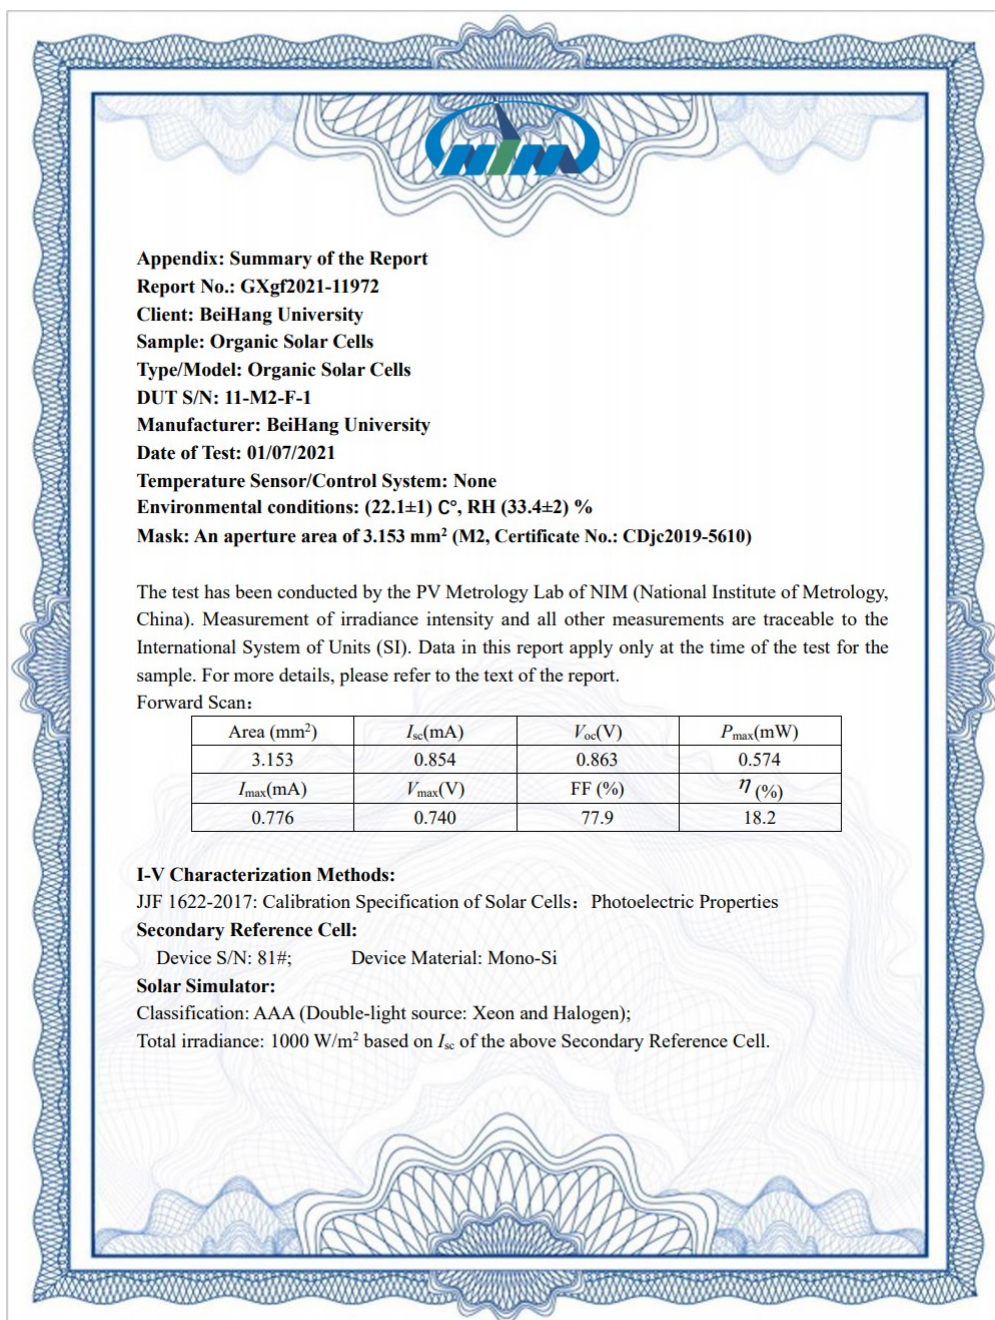 NIM
Appendix: Summary of the Report
Report No.: GXgf2021-11972
Client: BeiHang University
Sample: Organic Solar Cells
Type/Model: Organic Solar Cells
DUT S/N: 11-M2-F-1
Manufacturer: BeiHang University
Date of Test: 01/07/2021
Temperature Sensor/Control System: None
Environmental conditions: (22.1±1) C°, RH (33.4±2) %
Mask: An aperture area of 3.153 mm² (M2, Certificate No.: CDjc2019-5610)
The test has been conducted by the PV Metrology Lab of NIM (National Institute of Metrology,
China). Measurement of irradiance intensity and all other measurements are traceable to the
International System of Units (SI). Data in this report apply only at the time of the test for the
sample. For more details, please refer to the text of the report.
Forward Scan：
Area (mm²) Isc(mA) Voc(V) Pmax(mW)
3.153 0.854 0.863 0.574
Imax(mA) Vmax(V) FF (%) η (%)
0.776 0.740 77.9 18.2
I-V Characterization Methods:
JJF 1622-2017: Calibration Specification of Solar Cells：Photoelectric Properties
Secondary Reference Cell:
Device S/N: 81#; Device Material: Mono-Si
Solar Simulator:
Classification: AAA (Double-light source: Xeon and Halogen);
Total irradiance: 1000 W/m² based on Isc of the above Secondary Reference Cell.